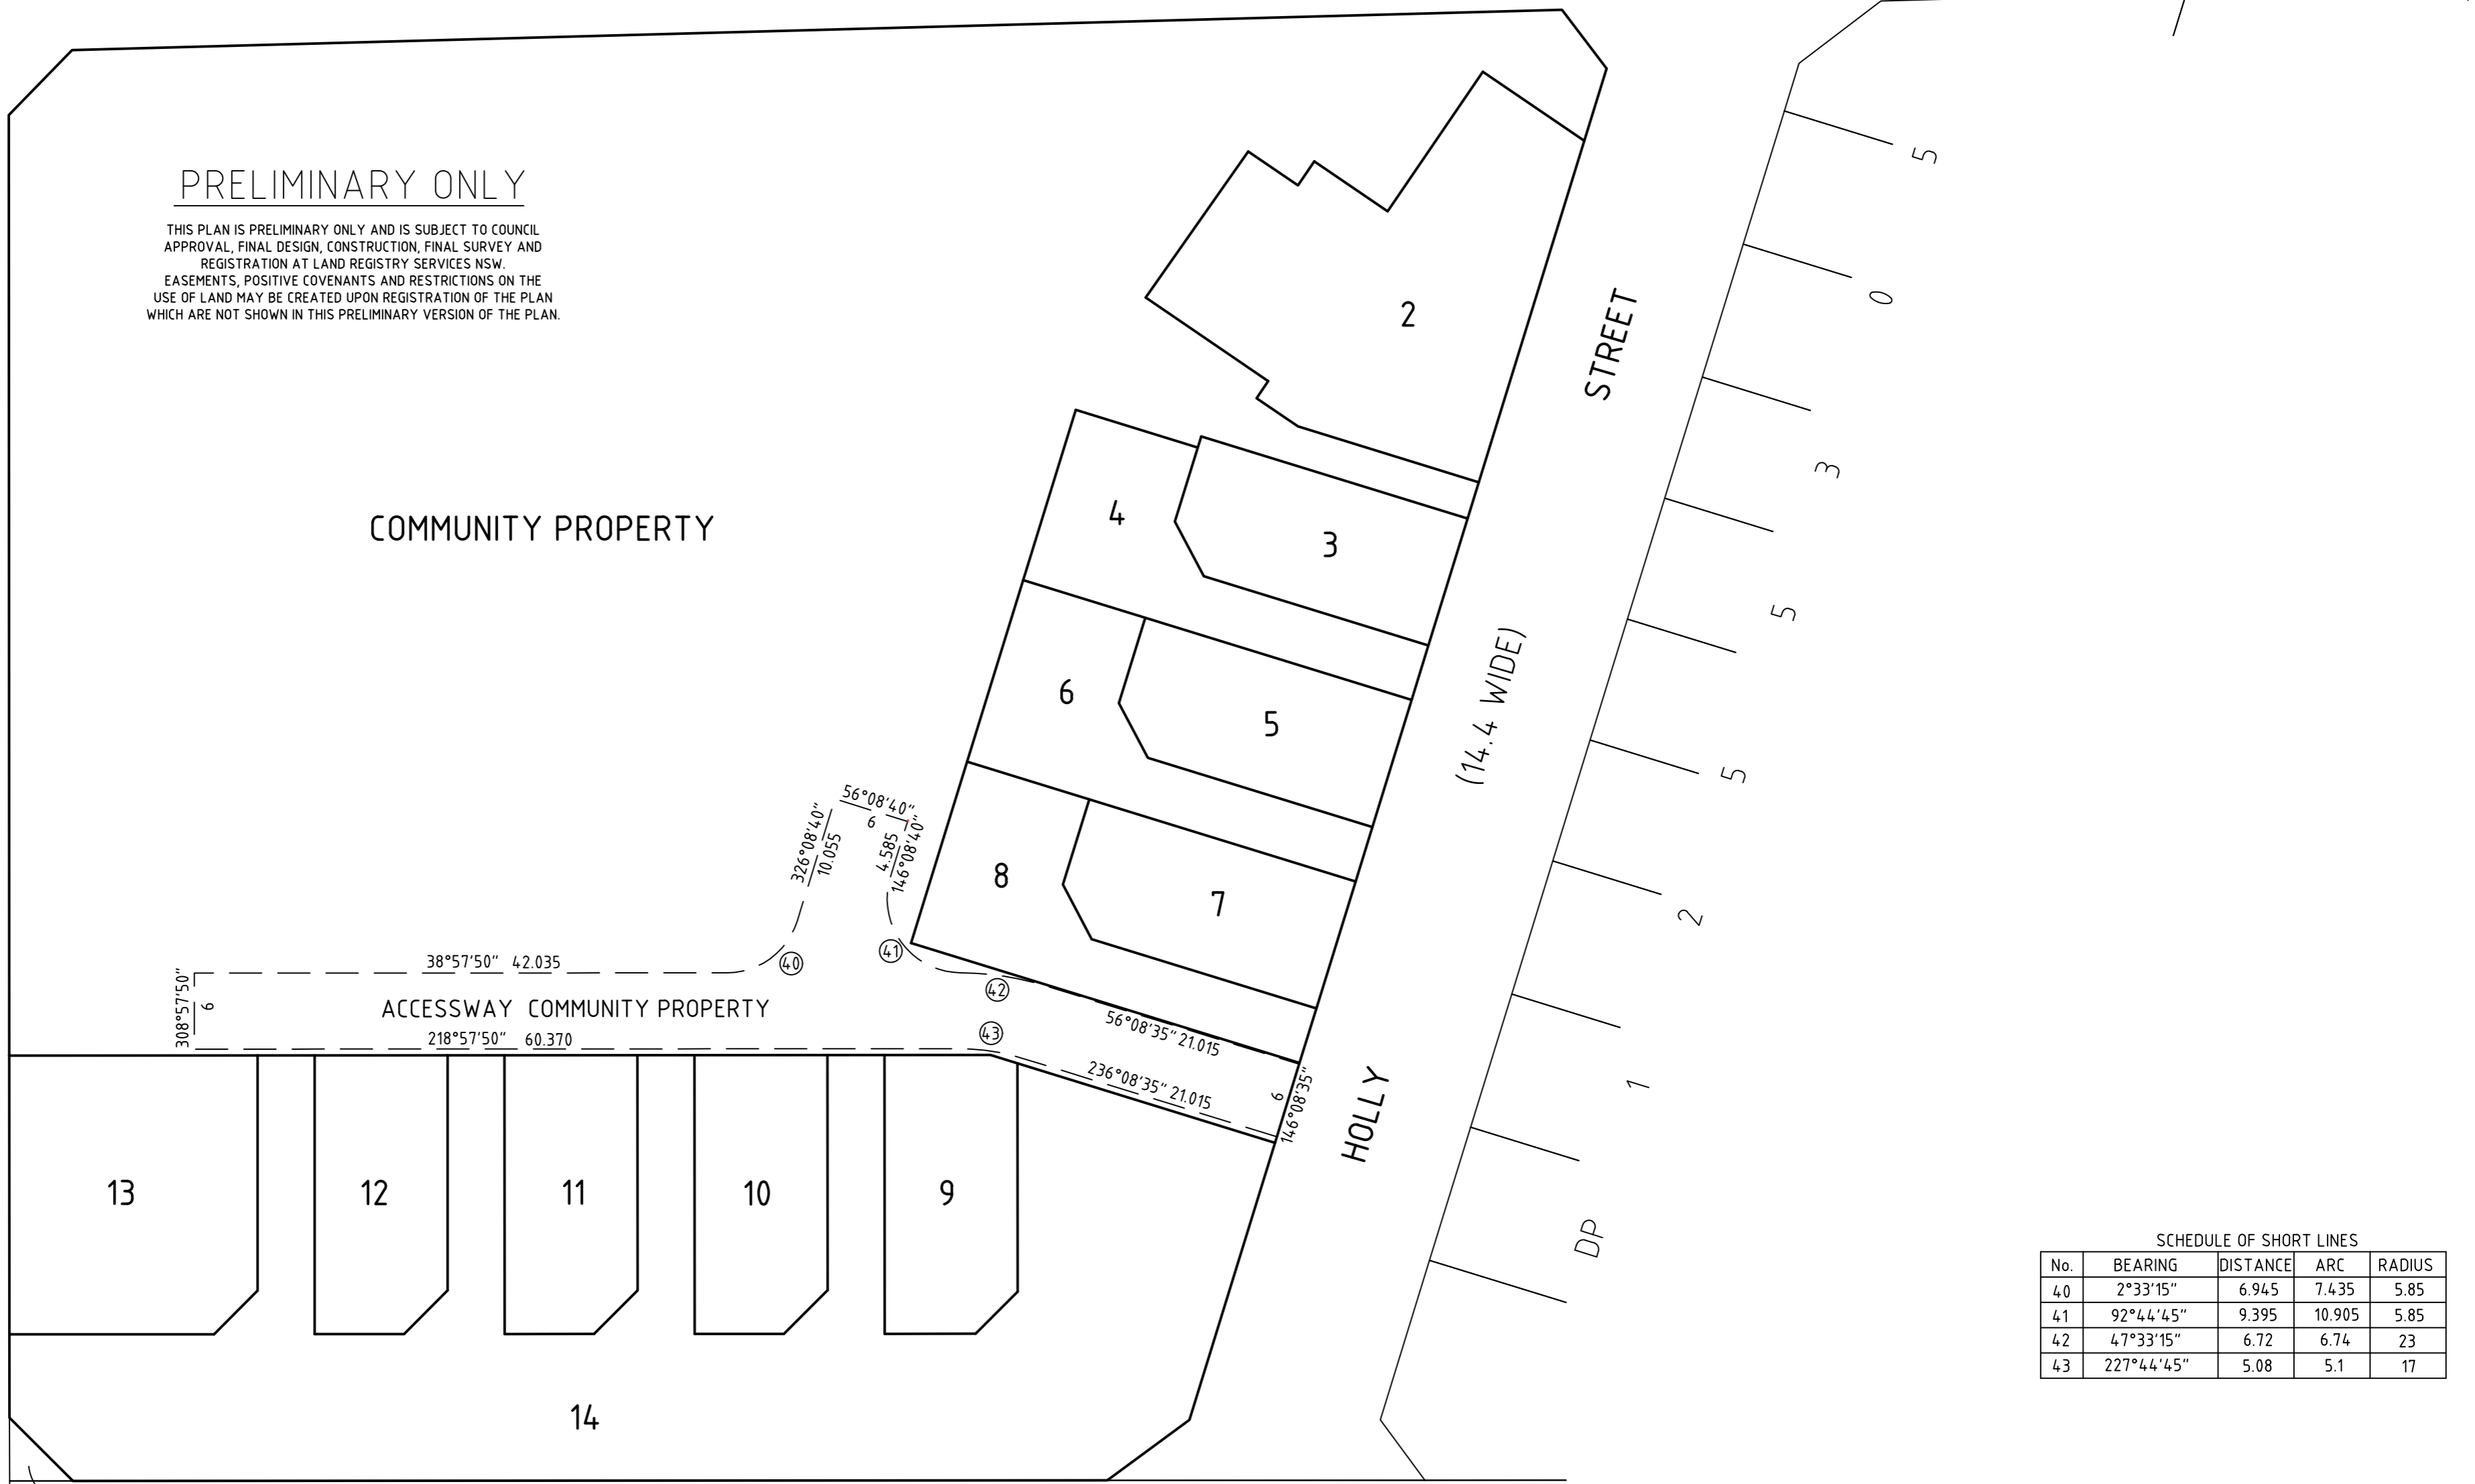 PRELIMINARY ONLY
THIS PLAN IS PRELIMINARY ONLY AND IS SUBJECT TO COUNCIL
APPROVAL, FINAL DESIGN, CONSTRUCTION, FINAL SURVEY AND
REGISTRATION AT LAND REGISTRY SERVICES NSW.
EASEMENTS, POSITIVE COVENANTS AND RESTRICTIONS ON THE
USE OF LAND MAY BE CREATED UPON REGISTRATION OF THE PLAN
WHICH ARE NOT SHOWN IN THIS PRELIMINARY VERSION OF THE PLAN.
COMMUNITY PROPERTY
2
4
3
6
5
8
7
HOLLY STREET
(14.4 WIDE)
DP 1255350 5
56°08'40"
6
326°08'40"
10.055
4.585
146°08'40"
40
41
42
43
38°57'50" 42.035
308°57'50"
6
ACCESSWAY COMMUNITY PROPERTY
218°57'50" 60.370
56°08'35" 21.015
236°08'35" 21.015
6
146°08'35"
13
12
11
10
9
14
SCHEDULE OF SHORT LINES
No. BEARING DISTANCE ARC RADIUS
40 2°33'15" 6.945 7.435 5.85
41 92°44'45" 9.395 10.905 5.85
42 47°33'15" 6.72 6.74 23
43 227°44'45" 5.08 5.1 17